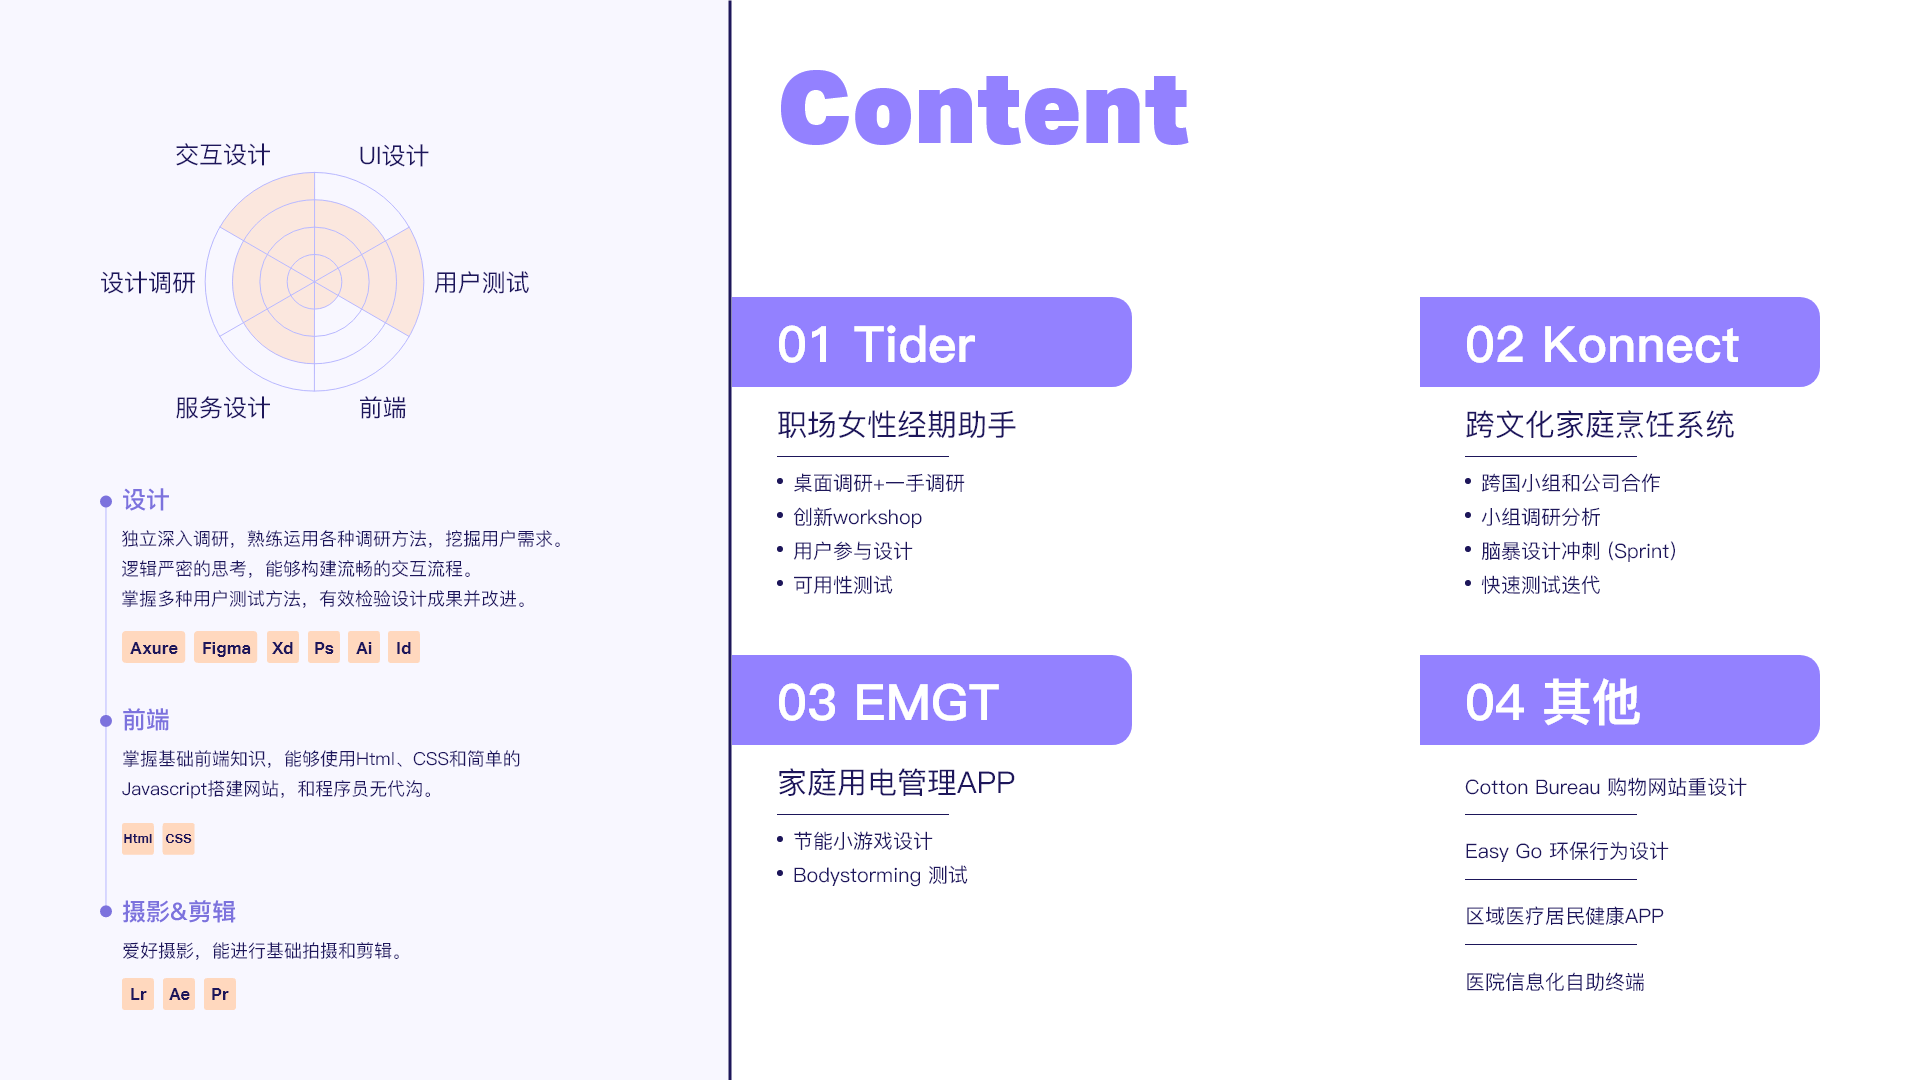 交互设计
UI设计
设计调研
用户测试
服务设计
前端
设计
独立深入调研，熟练运用各种调研方法，挖掘用户需求。
逻辑严密的思考，能够构建流畅的交互流程。
掌握多种用户测试方法，有效检验设计成果并改进。
Axure Figma Xd Ps Ai Id
前端
掌握基础前端知识，能够使用Html、CSS和简单的
Javascript搭建网站，和程序员无代沟。
Html CSS
摄影&剪辑
爱好摄影，能进行基础拍摄和剪辑。
Lr Ae Pr
Content
01 Tider
职场女性经期助手
• 桌面调研+一手调研
• 创新workshop
• 用户参与设计
• 可用性测试
02 Konnect
跨文化家庭烹饪系统
• 跨国小组和公司合作
• 小组调研分析
• 脑暴设计冲刺 (Sprint)
• 快速测试迭代
03 EMGT
家庭用电管理APP
• 节能小游戏设计
• Bodystorming 测试
04 其他
Cotton Bureau 购物网站重设计
Easy Go 环保行为设计
区域医疗居民健康APP
医院信息化自助终端